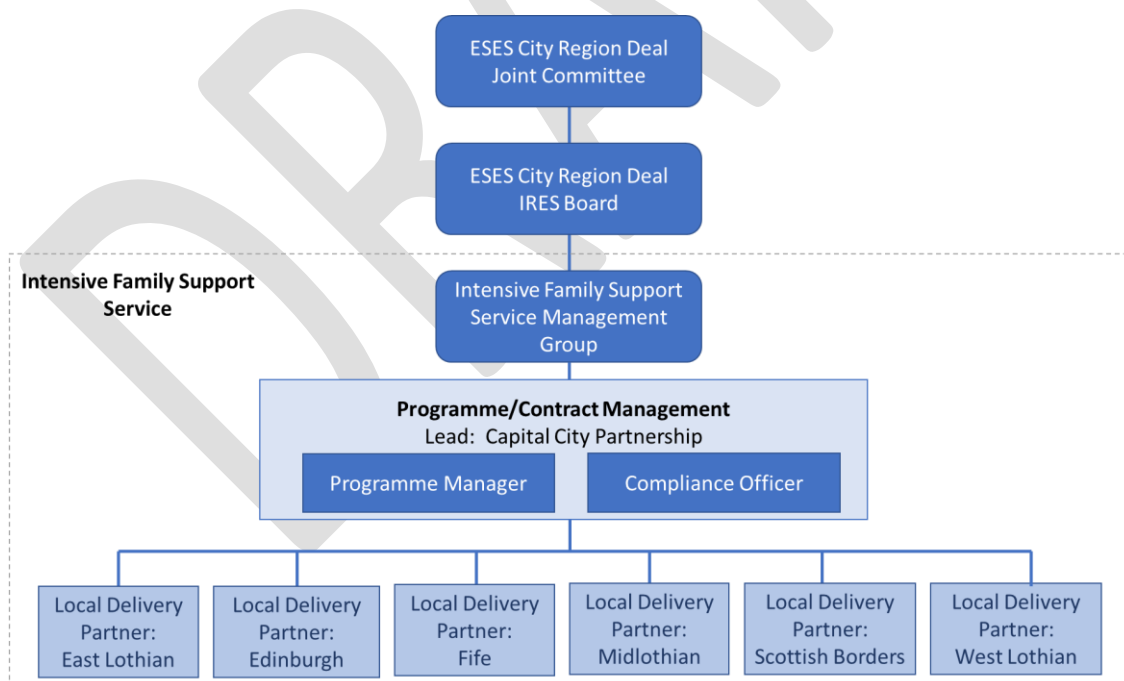 ESES City Region Deal
Joint Committee
ESES City Region Deal
IRES Board
Intensive Family Support
Service
Intensive Family Support
Service Management
Group
Programme/Contract Management
Lead: Capital City Partnership
Programme Manager
Compliance Officer
Local Delivery
Partner:
East Lothian
Local Delivery
Partner:
Edinburgh
Local Delivery
Partner:
Fife
Local Delivery
Partner:
Midlothian
Local Delivery
Partner:
Scottish Borders
Local Delivery
Partner:
West Lothian